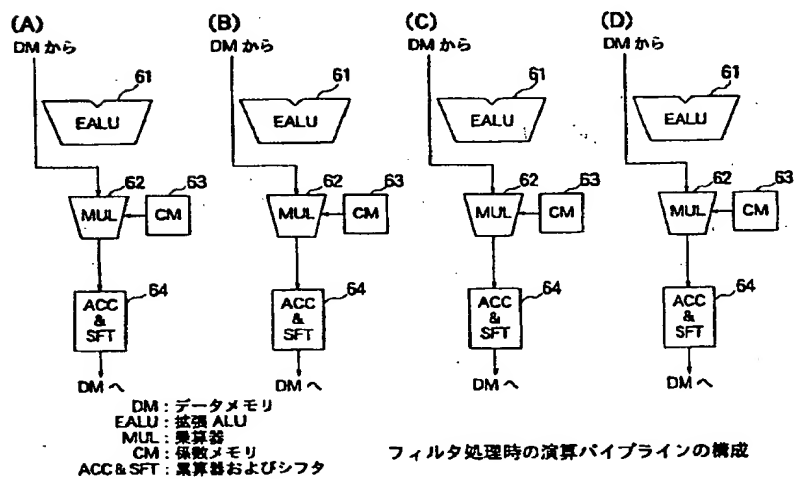 (A) (B) (C) (D)
DM から DM から DM から DM から
61 61 61 61
EALU EALU EALU EALU
62 63 62 63 62 63 62 63
MUL CM MUL CM MUL CM MUL CM
64 64 64 64
ACC & SFT ACC & SFT ACC & SFT ACC & SFT
DM へ DM へ DM へ DM へ
DM : データメモリ
EALU : 拡張 ALU
MUL : 乗算器
CM : 係数メモリ
ACC & SFT : 累算器およびシフタ
フィルタ処理時の演算パイプラインの構成